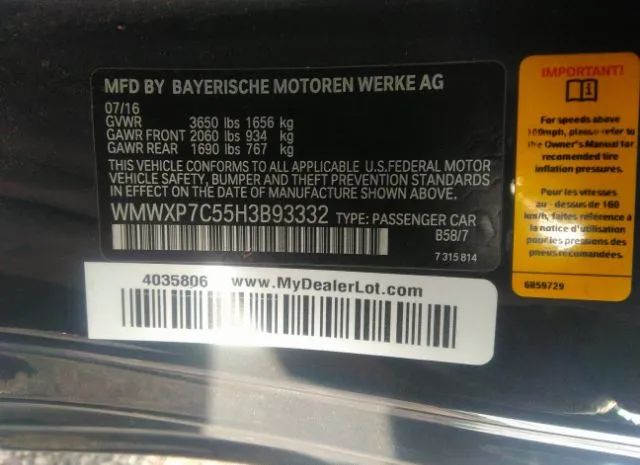 MFD BY BAYERISCHE MOTOREN WERKE AG
07/16
GVWR 3650 lbs 1656 kg
GAWR FRONT 2060 lbs 934 kg
GAWR REAR 1690 lbs 767 kg
THIS VEHICLE CONFORMS TO ALL APPLICABLE U.S.FEDERAL MOTOR
VEHICLE SAFETY, BUMPER AND THEFT PREVENTION STANDARDS
IN EFFECT ON THE DATE OF MANUFACTURE SHOWN ABOVE.
WMWXP7C55H3B93332 TYPE: PASSENGER CAR
B58/7
7 315 814
4035806 www.MyDealerLot.com
IMPORTANT!
For speeds above
100mph, please refer to
the Owner's Manual for
recomended tire
inflation pressures.
Pour les vitesses
au - dessus de 160
km/h, faites référence à
la notice d'utilisation
pour les pressions de
pneus recommandées.
6859729